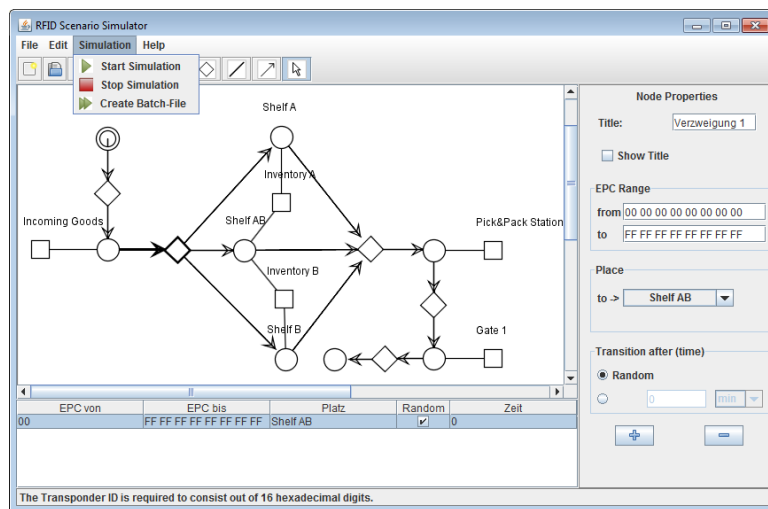 RFID Scenario Simulator
File Edit Simulation Help
Start Simulation
Stop Simulation
Create Batch-File
Shelf A
Inventory A
Incoming Goods
Shelf AB
Pick&Pack Station
Inventory B
Shelf B
Gate 1
Node Properties
Title: Verzweigung 1
Show Title
EPC Range
from 00 00 00 00 00 00 00 00
to FF FF FF FF FF FF FF FF
Place
to -> Shelf AB
Transition after (time)
Random
0 min
EPC von EPC bis Platz Random Zeit
00 FF FF FF FF FF FF FF FF Shelf AB 0
The Transponder ID is required to consist out of 16 hexadecimal digits.